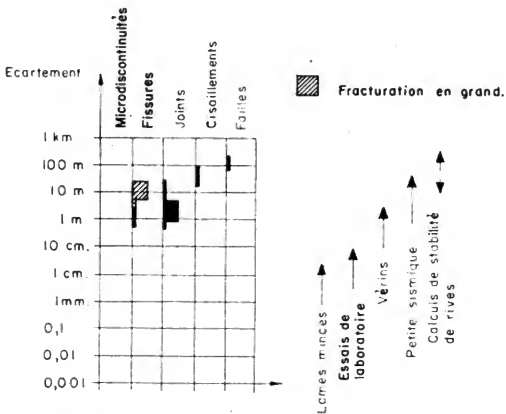 Ecartement
Microdiscontinuités
Fissures
Joints
Cisaillements
Failles
Fracturation en grand.
1 km
100 m
10 m
1 m
10 cm.
1 cm.
1mm.
0,1
0,01
0,001
Lames minces
Essais de
laboratoire
Vérins
Petite sismique
Calculs de stabilité
de rives